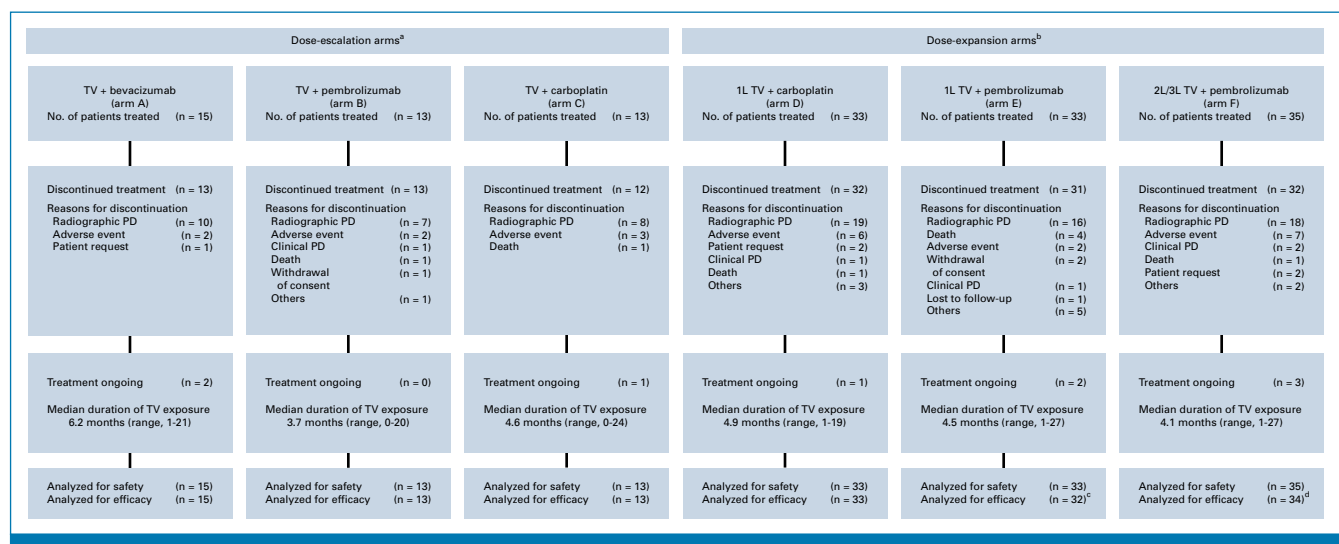 Dose-escalation arms^a
Dose-expansion arms^b
TV + bevacizumab
(arm A)
No. of patients treated (n = 15)
TV + pembrolizumab
(arm B)
No. of patients treated (n = 13)
TV + carboplatin
(arm C)
No. of patients treated (n = 13)
1L TV + carboplatin
(arm D)
No. of patients treated (n = 33)
1L TV + pembrolizumab
(arm E)
No. of patients treated (n = 33)
2L/3L TV + pembrolizumab
(arm F)
No. of patients treated (n = 35)
Discontinued treatment (n = 13)
Reasons for discontinuation
Radiographic PD (n = 10)
Adverse event (n = 2)
Patient request (n = 1)
Discontinued treatment (n = 13)
Reasons for discontinuation
Radiographic PD (n = 7)
Adverse event (n = 2)
Clinical PD (n = 1)
Death (n = 1)
Withdrawal (n = 1)
of consent
Others (n = 1)
Discontinued treatment (n = 12)
Reasons for discontinuation
Radiographic PD (n = 8)
Adverse event (n = 3)
Death (n = 1)
Discontinued treatment (n = 32)
Reasons for discontinuation
Radiographic PD (n = 19)
Adverse event (n = 6)
Patient request (n = 2)
Clinical PD (n = 1)
Death (n = 1)
Others (n = 3)
Discontinued treatment (n = 31)
Reasons for discontinuation
Radiographic PD (n = 16)
Death (n = 4)
Adverse event (n = 2)
Withdrawal (n = 2)
of consent
Clinical PD (n = 1)
Lost to follow-up (n = 1)
Others (n = 5)
Discontinued treatment (n = 32)
Reasons for discontinuation
Radiographic PD (n = 18)
Adverse event (n = 7)
Clinical PD (n = 2)
Death (n = 1)
Patient request (n = 2)
Others (n = 2)
Treatment ongoing (n = 2)
Median duration of TV exposure
6.2 months (range, 1-21)
Treatment ongoing (n = 0)
Median duration of TV exposure
3.7 months (range, 0-20)
Treatment ongoing (n = 1)
Median duration of TV exposure
4.6 months (range, 0-24)
Treatment ongoing (n = 1)
Median duration of TV exposure
4.9 months (range, 1-19)
Treatment ongoing (n = 2)
Median duration of TV exposure
4.5 months (range, 1-27)
Treatment ongoing (n = 3)
Median duration of TV exposure
4.1 months (range, 1-27)
Analyzed for safety (n = 15)
Analyzed for efficacy (n = 15)
Analyzed for safety (n = 13)
Analyzed for efficacy (n = 13)
Analyzed for safety (n = 13)
Analyzed for efficacy (n = 13)
Analyzed for safety (n = 33)
Analyzed for efficacy (n = 33)
Analyzed for safety (n = 33)
Analyzed for efficacy (n = 32)^c
Analyzed for safety (n = 35)
Analyzed for efficacy (n = 34)^d